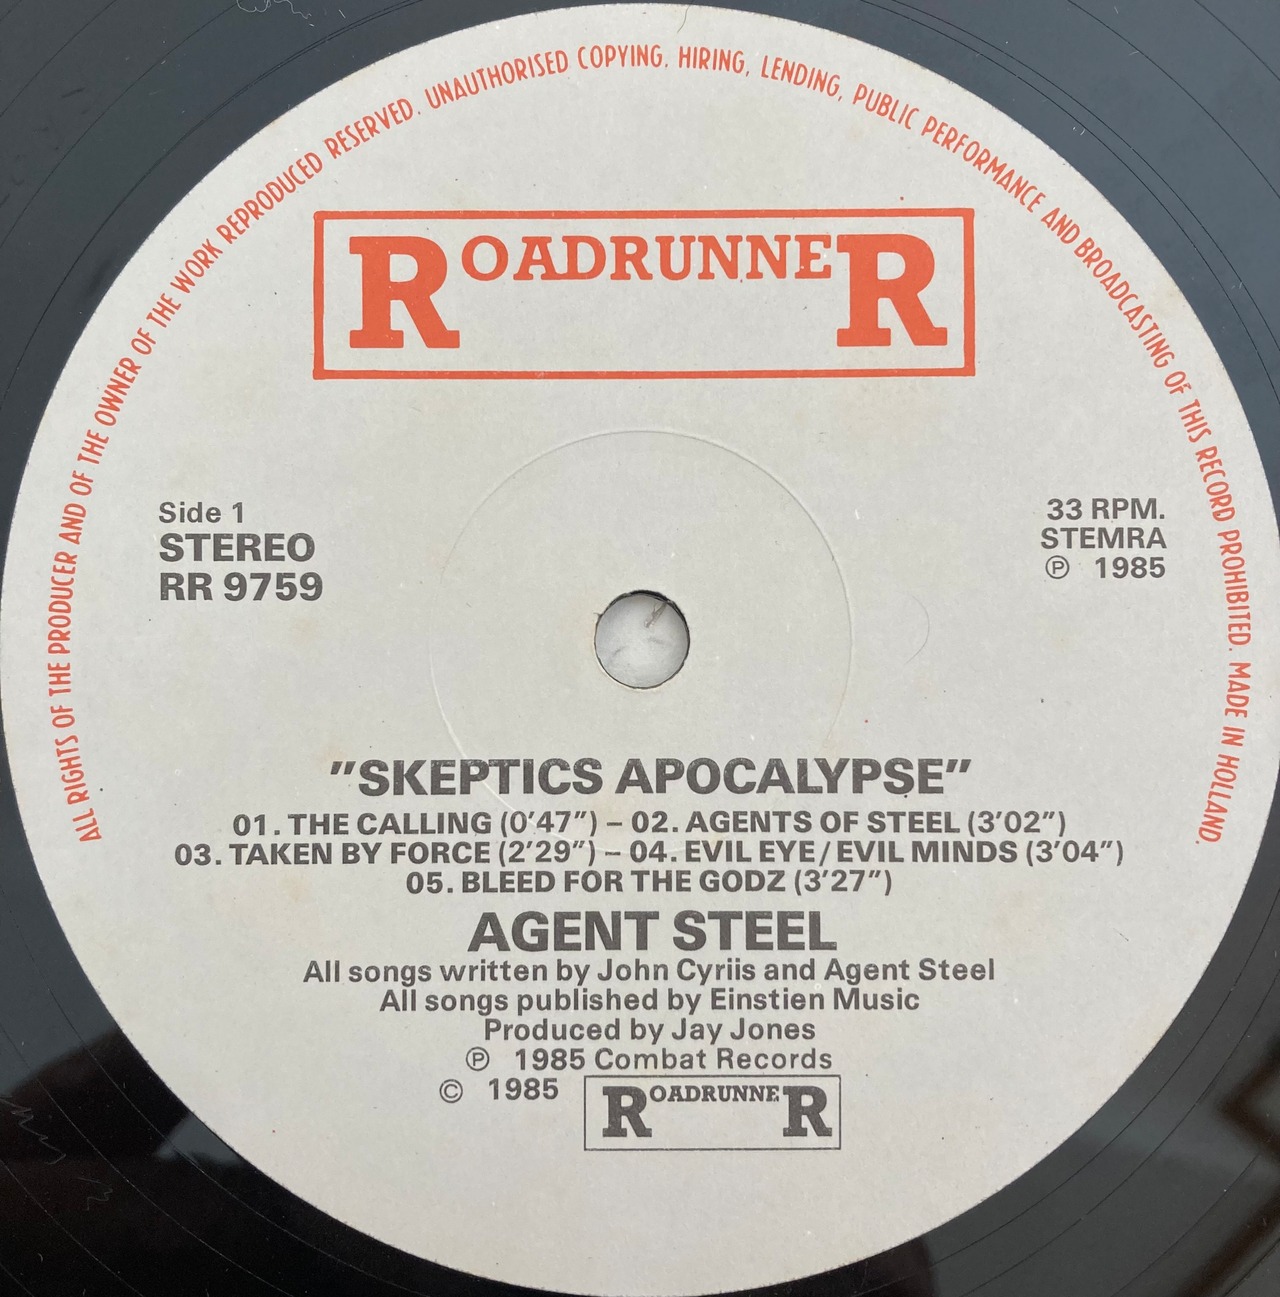 ALL RIGHTS OF THE PRODUCER AND OF THE OWNER OF THE WORK REPRODUCED RESERVED. UNAUTHORISED COPYING, HIRING, LENDING, PUBLIC PERFORMANCE AND BROADCASTING OF THIS RECORD PROHIBITED. MADE IN HOLLAND.
ROADRUNNER
Side 1
STEREO
RR 9759
33 RPM.
STEMRA
℗ 1985
"SKEPTICS APOCALYPSE"
01. THE CALLING (0'47") – 02. AGENTS OF STEEL (3'02")
03. TAKEN BY FORCE (2'29") – 04. EVIL EYE / EVIL MINDS (3'04")
05. BLEED FOR THE GODZ (3'27")
AGENT STEEL
All songs written by John Cyriis and Agent Steel
All songs published by Einstien Music
Produced by Jay Jones
℗ 1985 Combat Records
© 1985 ROADRUNNER